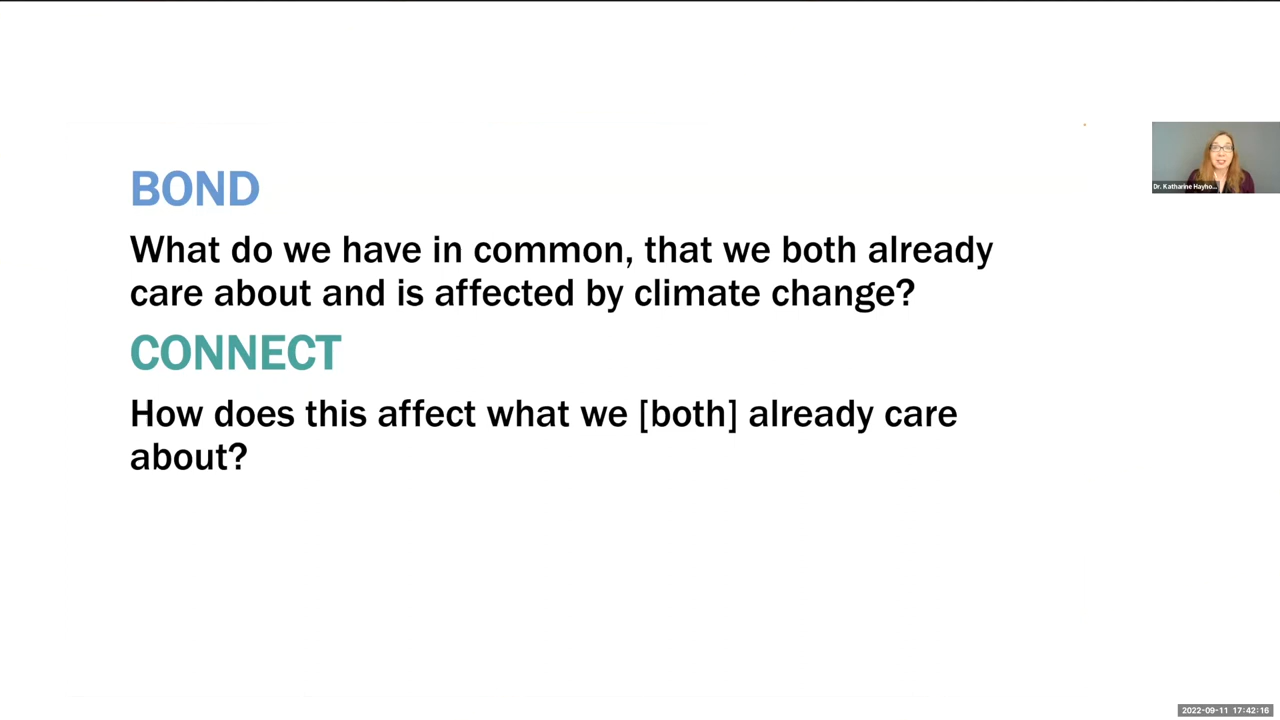 BOND
What do we have in common, that we both already
care about and is affected by climate change?
CONNECT
How does this affect what we [both] already care
about?
Dr. Katharine Hayho...
2022-09-11 17:42:16